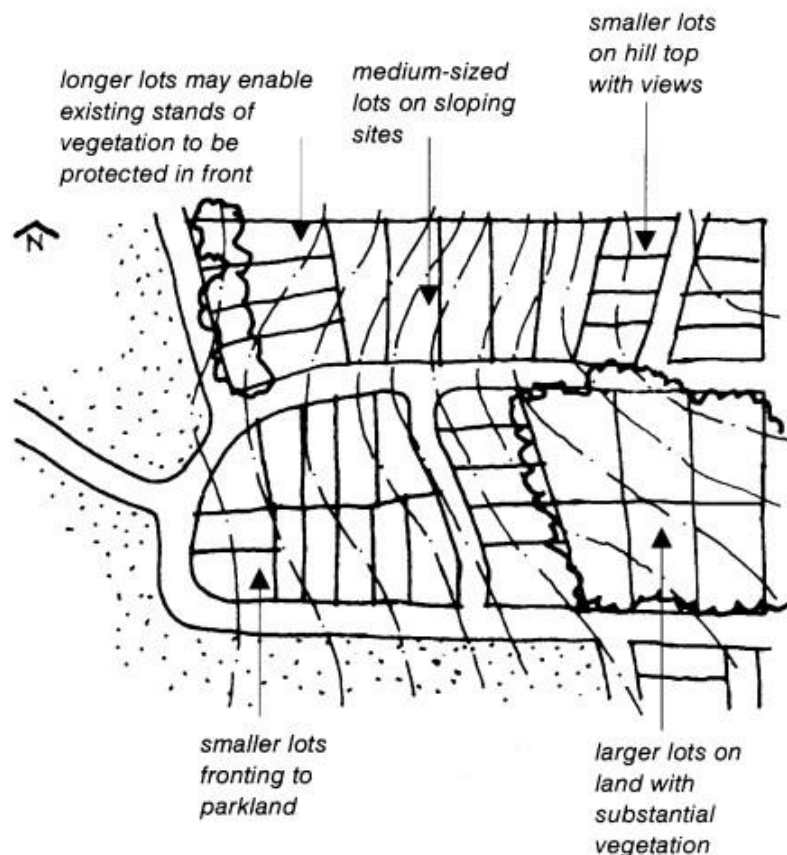 longer lots may enable
existing stands of
vegetation to be
protected in front
medium-sized
lots on sloping
sites
smaller lots
on hill top
with views
N
smaller lots
fronting to
parkland
larger lots on
land with
substantial
vegetation